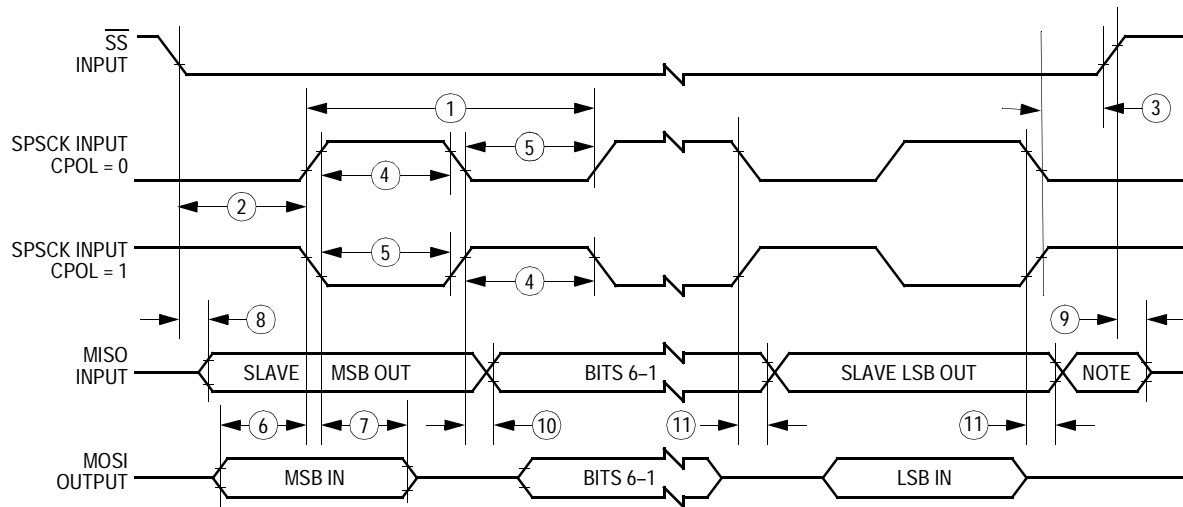 SS
INPUT
1
3
SPSCK INPUT
CPOL = 0
5
4
2
SPSCK INPUT
CPOL = 1
5
4
8
9
MISO
INPUT
SLAVE MSB OUT
BITS 6–1
SLAVE LSB OUT
NOTE
6
7
10
11
11
MOSI
OUTPUT
MSB IN
BITS 6–1
LSB IN